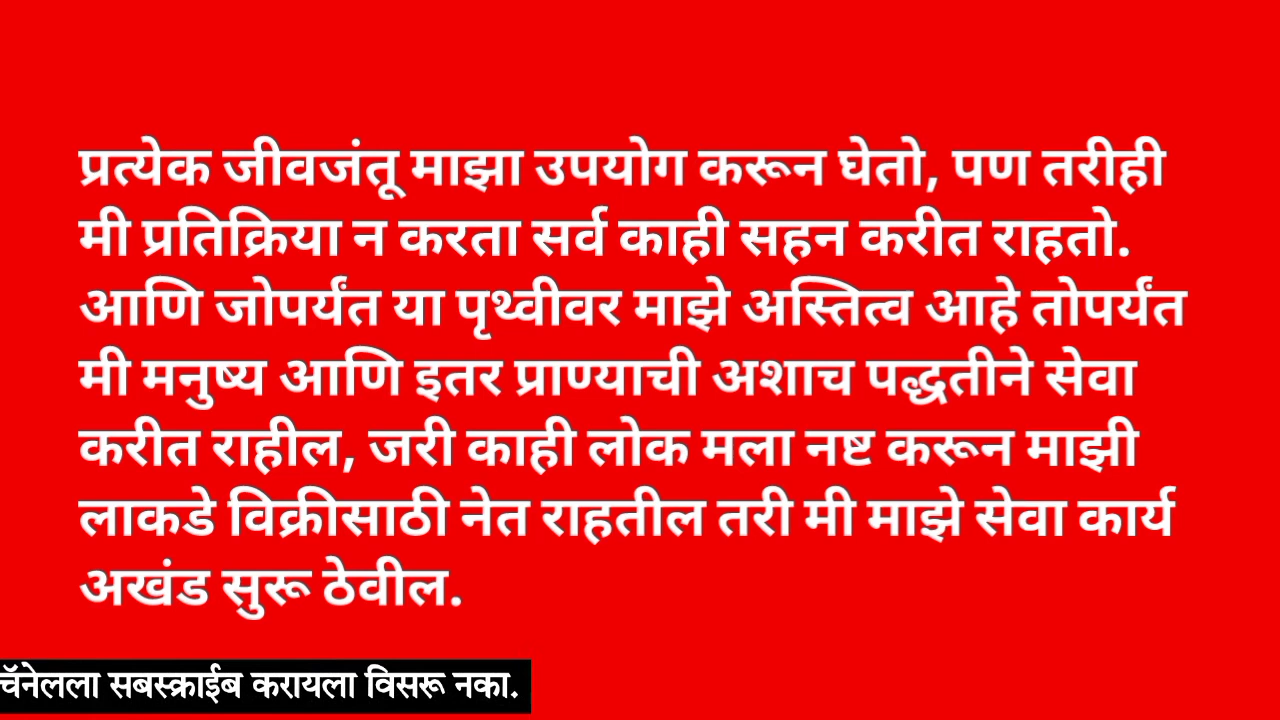 प्रत्येक जीवजंतू माझा उपयोग करून घेतो, पण तरीही
मी प्रतिक्रिया न करता सर्व काही सहन करीत राहतो.
आणि जोपर्यंत या पृथ्वीवर माझे अस्तित्व आहे तोपर्यंत
मी मनुष्य आणि इतर प्राण्याची अशाच पद्धतीने सेवा
करीत राहील, जरी काही लोक मला नष्ट करून माझी
लाकडे विक्रीसाठी नेत राहतील तरी मी माझे सेवा कार्य
अखंड सुरू ठेवील.
चॅनेलला सबस्क्राईब करायला विसरू नका.